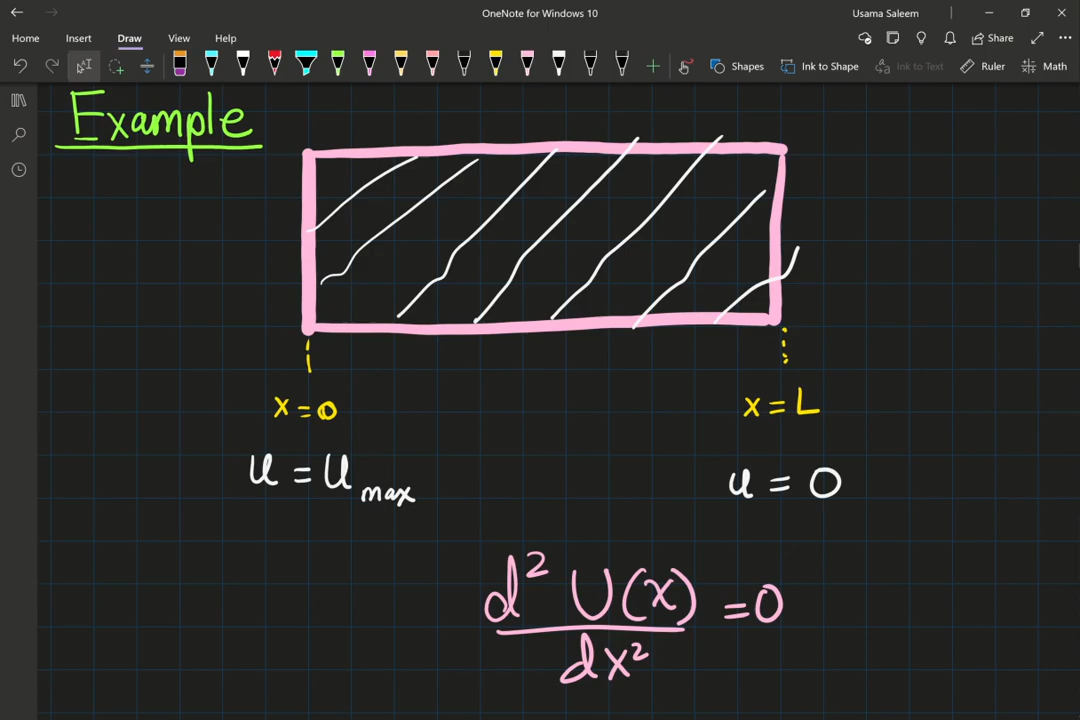 OneNote for Windows 10
Usama Saleem
Home Insert Draw View Help
Share
Shapes Ink to Shape Ink to Text Ruler Math
Example
x = 0
x = L
u = u max
u = 0
d² U(x) = 0
dx²